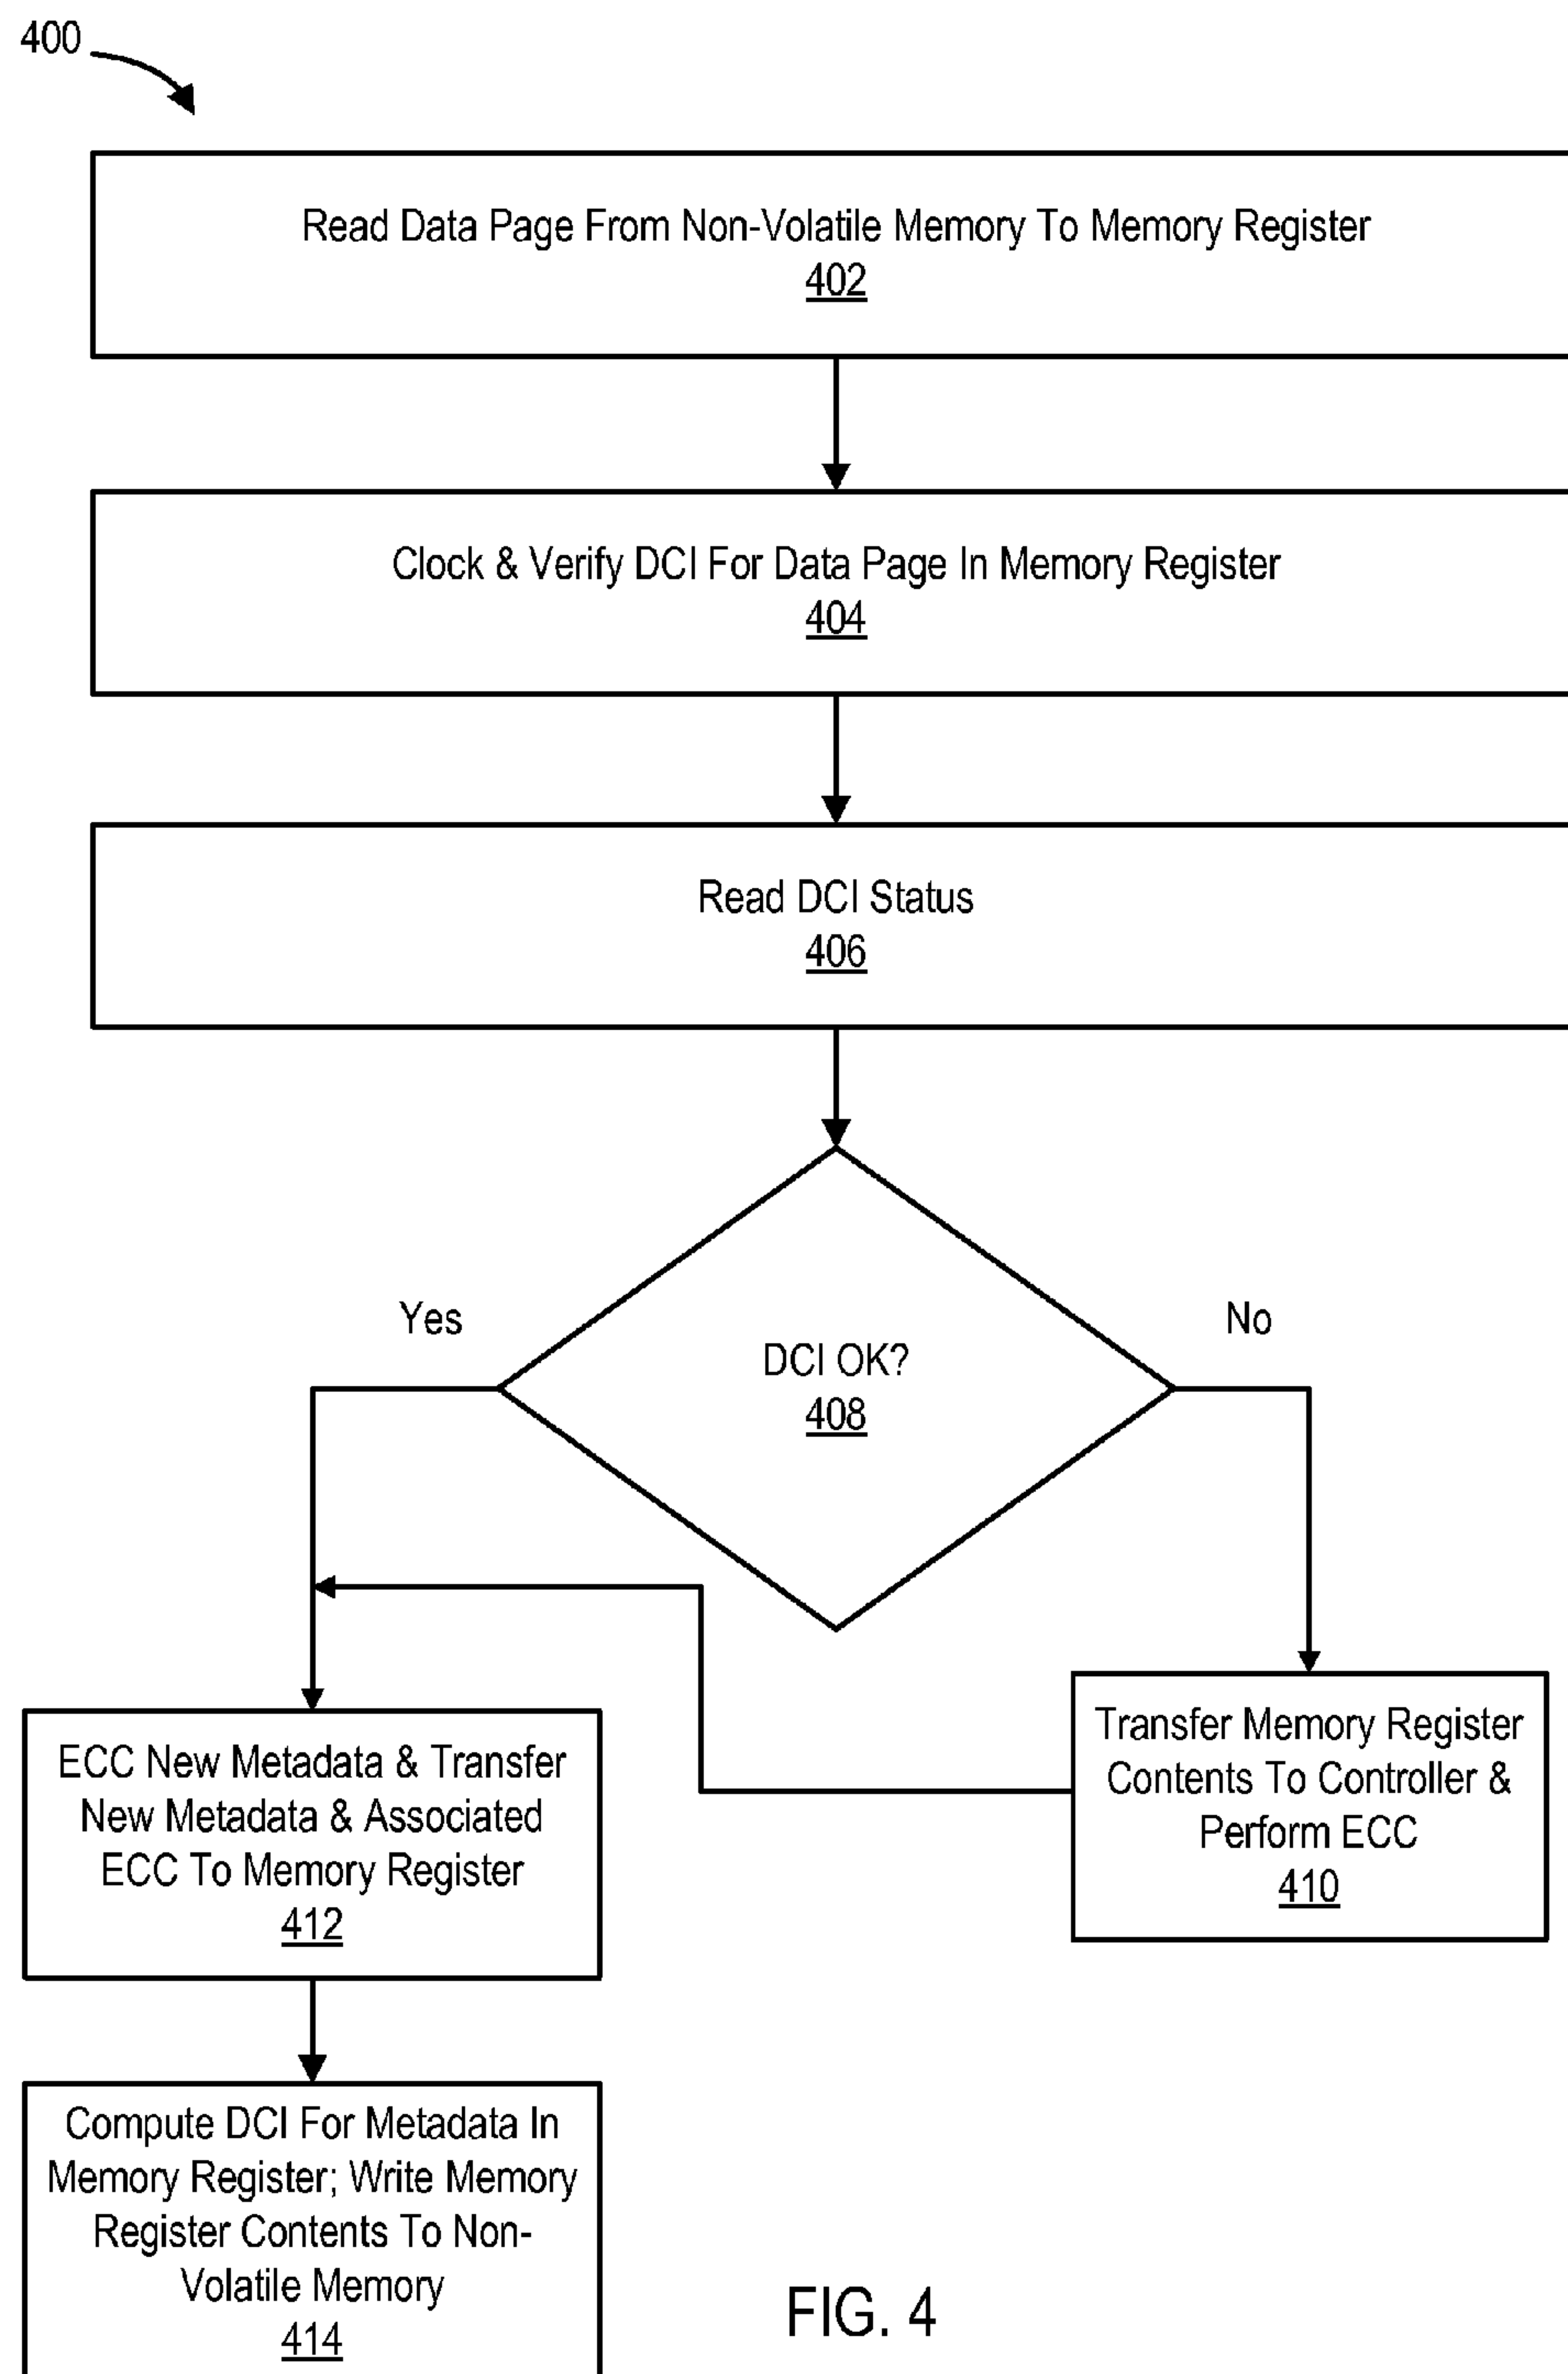 400
Read Data Page From Non-Volatile Memory To Memory Register
402
Clock & Verify DCI For Data Page In Memory Register
404
Read DCI Status
406
Yes
No
DCI OK?
408
ECC New Metadata & Transfer
New Metadata & Associated
ECC To Memory Register
412
Transfer Memory Register
Contents To Controller &
Perform ECC
410
Compute DCI For Metadata In
Memory Register; Write Memory
Register Contents To Non-
Volatile Memory
414
FIG. 4